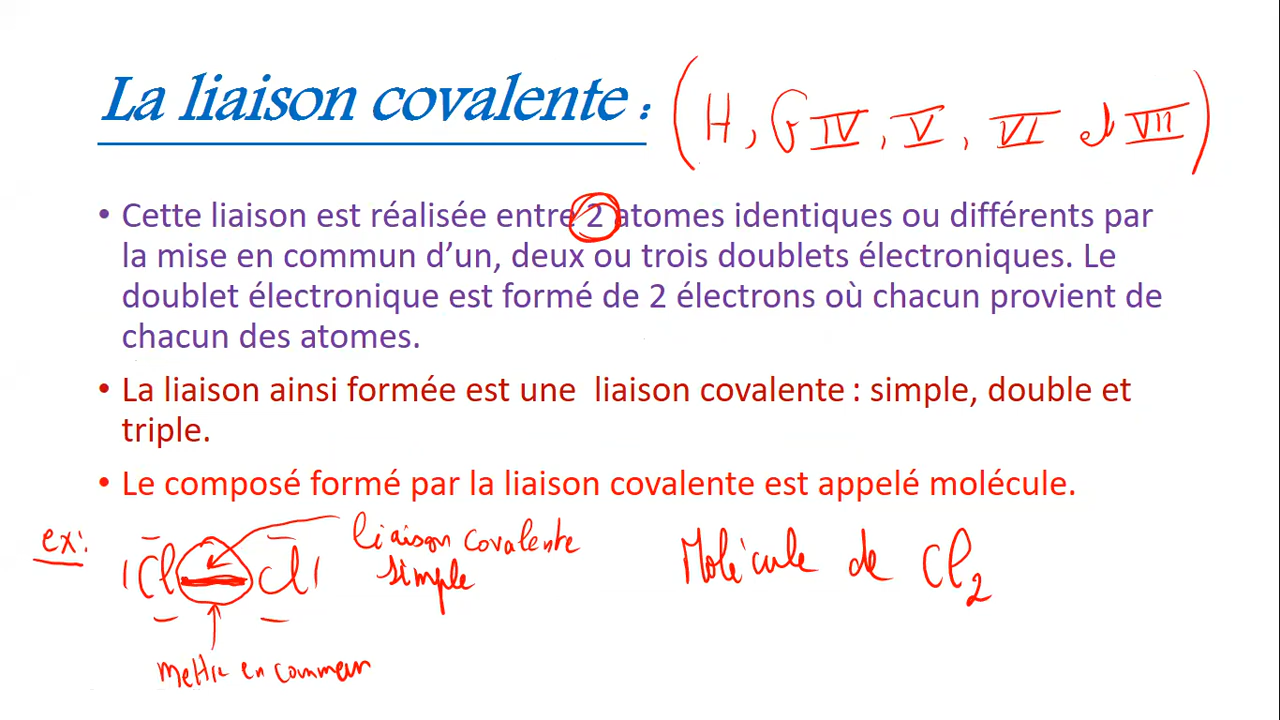 La liaison covalente : (H, G IV, V, VI et VII)
• Cette liaison est réalisée entre 2 atomes identiques ou différents par
la mise en commun d’un, deux ou trois doublets électroniques. Le
doublet électronique est formé de 2 électrons où chacun provient de
chacun des atomes.
• La liaison ainsi formée est une liaison covalente : simple, double et
triple.
• Le composé formé par la liaison covalente est appelé molécule.
ex: |Cl — Cl| liaison covalente Molécule de Cl2
simple
mettre en commun